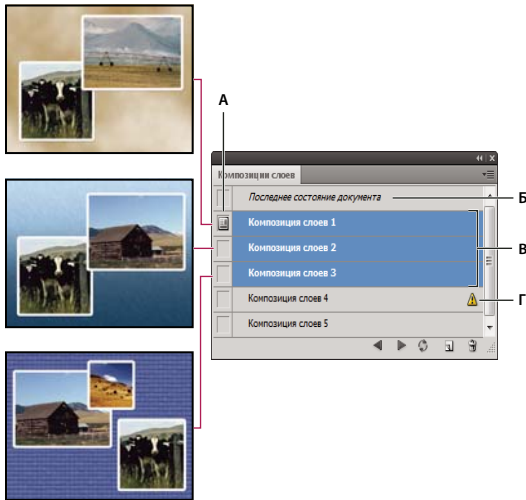 А
Композиции слоев
Последнее состояние документа
Б
Композиция слоев 1
Композиция слоев 2
В
Композиция слоев 3
Композиция слоев 4
Г
Композиция слоев 5